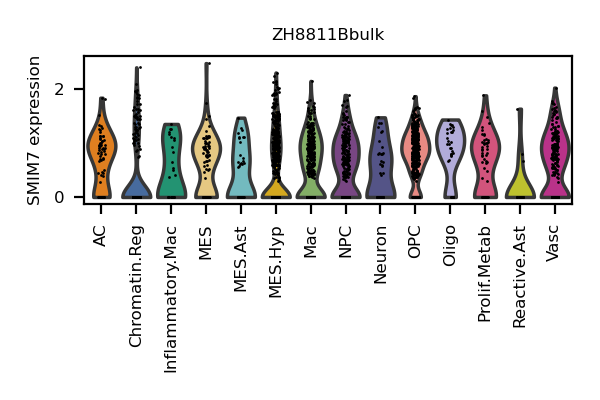 ZH8811Bbulk
SMIM7 expression
2
0
AC
Chromatin.Reg
Inflammatory.Mac
MES
MES.Ast
MES.Hyp
Mac
NPC
Neuron
OPC
Oligo
Prolif.Metab
Reactive.Ast
Vasc